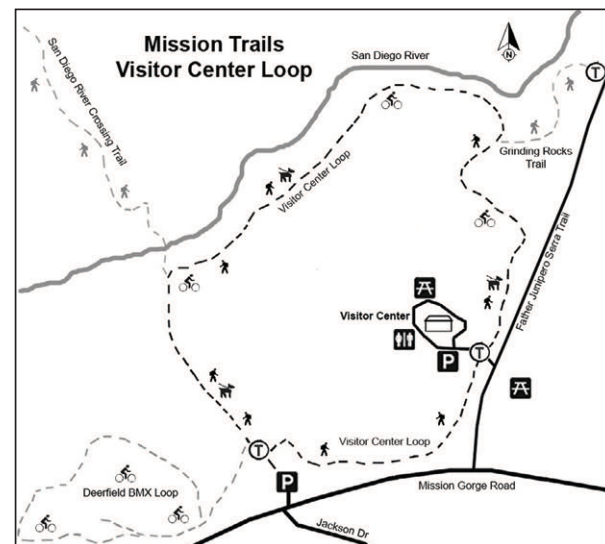 Mission Trails
Visitor Center Loop
San Diego River
N
T
San Diego River Crossing Trail
Grinding Rocks
Trail
Visitor Center Loop
Father Junipero Serra Trail
Visitor Center
P
T
Visitor Center Loop
T
P
Deerfield BMX Loop
Mission Gorge Road
Jackson Dr